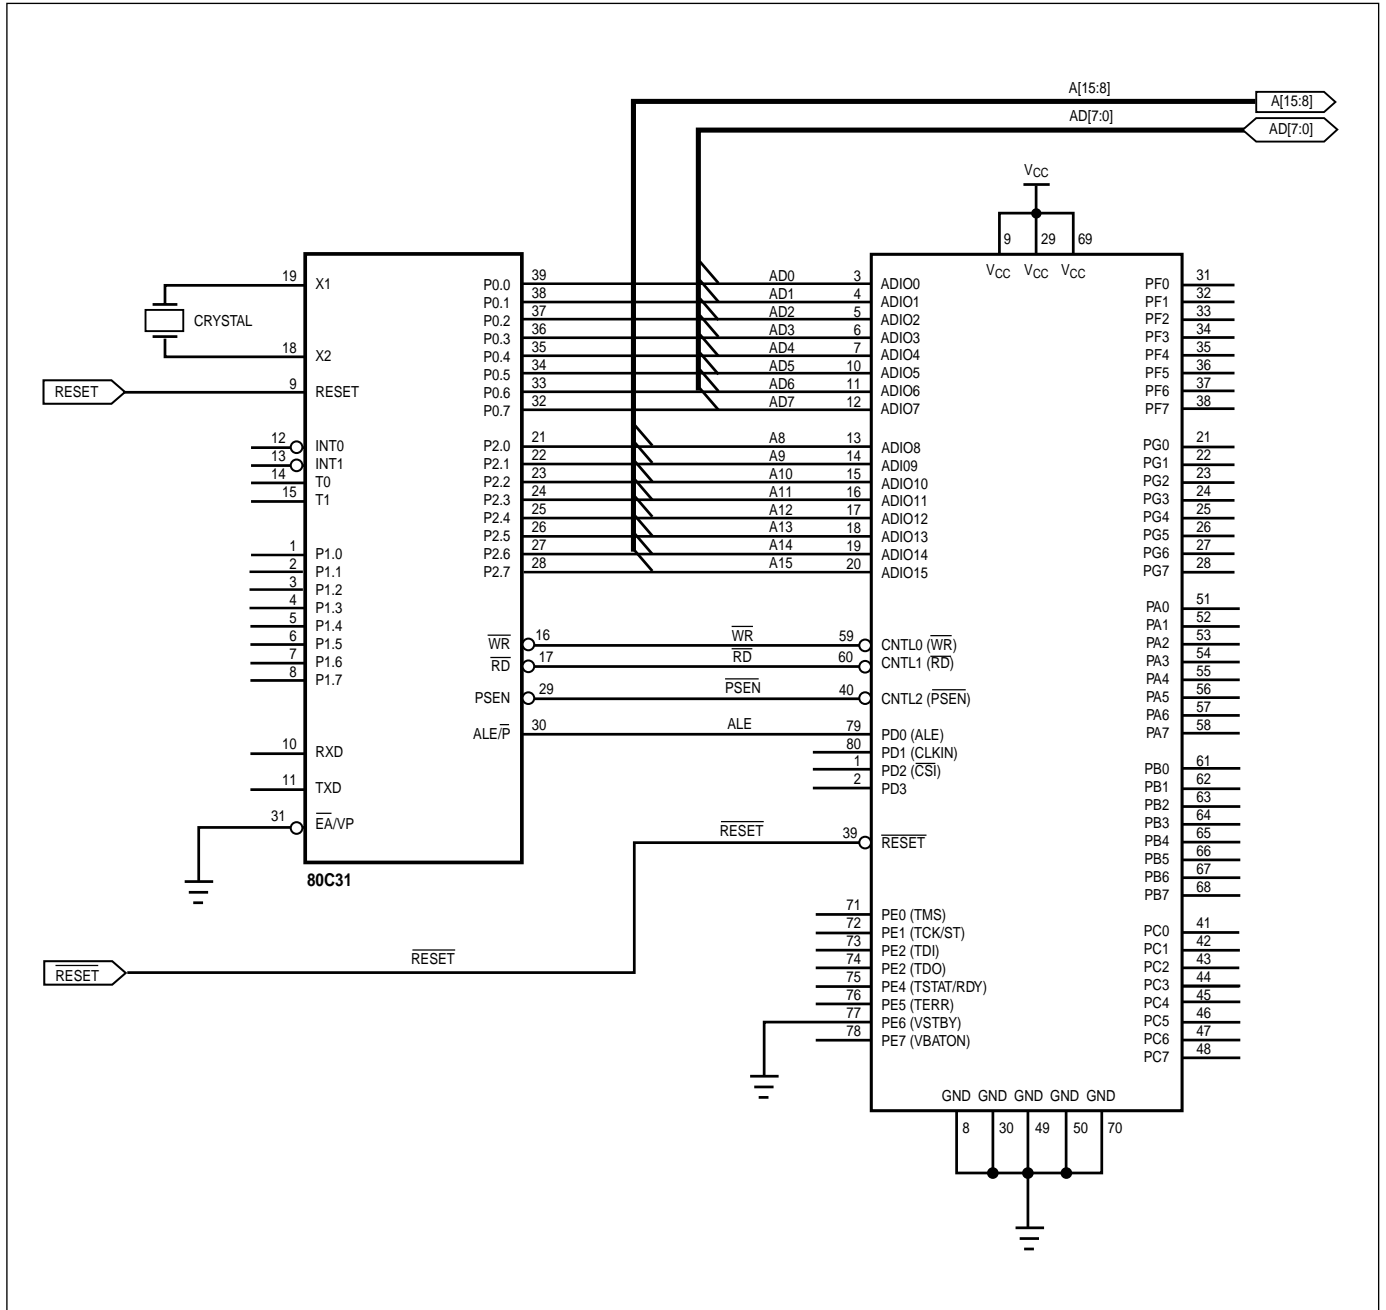 A[15:8]
A[15:8]
AD[7:0]
AD[7:0]
VCC
9 29 69
VCC VCC VCC
19 X1
CRYSTAL
18 X2
RESET
9 RESET
12 INT0
13 INT1
14 T0
15 T1
1 P1.0
2 P1.1
3 P1.2
4 P1.3
5 P1.4
6 P1.5
7 P1.6
8 P1.7
10 RXD
11 TXD
31 E̅A̅/VP
80C31
P0.0 39 AD0 3 ADIO0
P0.1 38 AD1 4 ADIO1
P0.2 37 AD2 5 ADIO2
P0.3 36 AD3 6 ADIO3
P0.4 35 AD4 7 ADIO4
P0.5 34 AD5 10 ADIO5
P0.6 33 AD6 11 ADIO6
P0.7 32 AD7 12 ADIO7
P2.0 21 A8 13 ADIO8
P2.1 22 A9 14 ADI09
P2.2 23 A10 15 ADIO10
P2.3 24 A11 16 ADIO11
P2.4 25 A12 17 ADIO12
P2.5 26 A13 18 ADIO13
P2.6 27 A14 19 ADIO14
P2.7 28 A15 20 ADIO15
W̅R̅ 16 W̅R̅ 59 CNTL0 (W̅R̅)
R̅D̅ 17 R̅D̅ 60 CNTL1 (R̅D̅)
PSEN 29 P̅S̅E̅N̅ 40 CNTL2 (P̅S̅E̅N̅)
ALE/P̅ 30 ALE 79 PD0 (ALE)
80 PD1 (CLKIN)
1 PD2 (C̅S̅I̅)
2 PD3
R̅E̅S̅E̅T̅ 39 R̅E̅S̅E̅T̅
R̅E̅S̅E̅T̅
R̅E̅S̅E̅T̅
71 PE0 (TMS)
72 PE1 (TCK/ST)
73 PE2 (TDI)
74 PE2 (TDO)
75 PE4 (TSTAT/RDY)
76 PE5 (TERR)
77 PE6 (VSTBY)
78 PE7 (VBATON)
PF0 31
PF1 32
PF2 33
PF3 34
PF4 35
PF5 36
PF6 37
PF7 38
PG0 21
PG1 22
PG2 23
PG3 24
PG4 25
PG5 26
PG6 27
PG7 28
PA0 51
PA1 52
PA2 53
PA3 54
PA4 55
PA5 56
PA6 57
PA7 58
PB0 61
PB1 62
PB2 63
PB3 64
PB4 65
PB5 66
PB6 67
PB7 68
PC0 41
PC1 42
PC2 43
PC3 44
PC4 45
PC5 46
PC6 47
PC7 48
GND GND GND GND GND
8 30 49 50 70